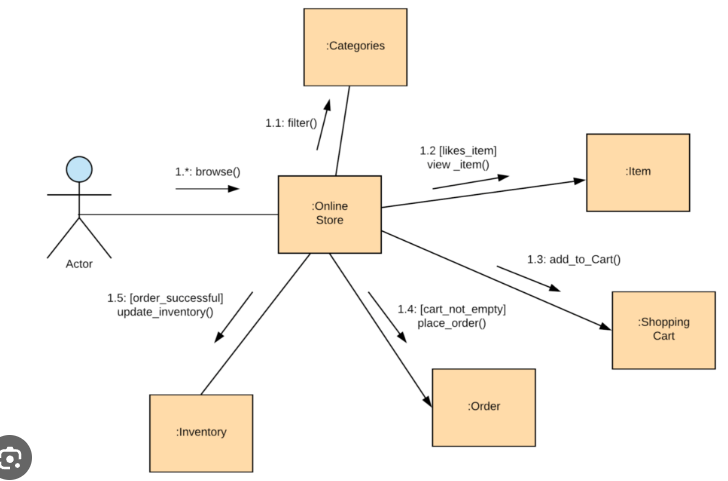 :Categories
1.1: filter()
1.*: browse()
1.2 [likes_item]
view _item()
:Item
:Online
Store
Actor
1.3: add_to_Cart()
1.5: [order_successful]
update_inventory()
1.4: [cart_not_empty]
place_order()
:Shopping
Cart
:Order
:Inventory